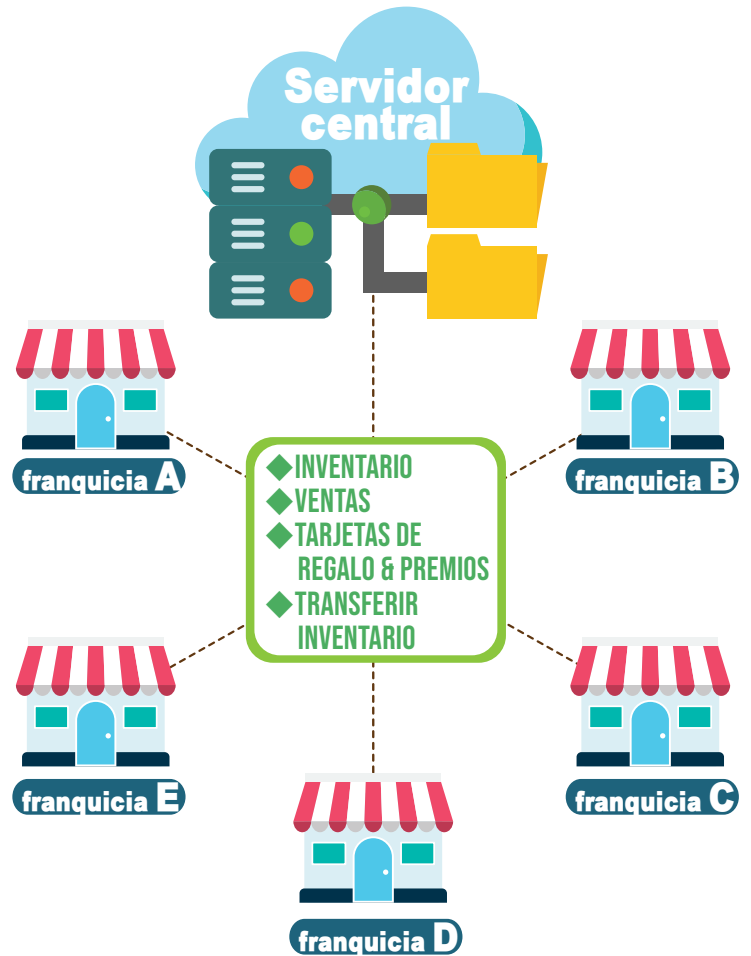 Servidor
central
franquicia A
franquicia B
◆INVENTARIO
◆VENTAS
◆TARJETAS DE
REGALO & PREMIOS
◆TRANSFERIR
INVENTARIO
franquicia E
franquicia C
franquicia D